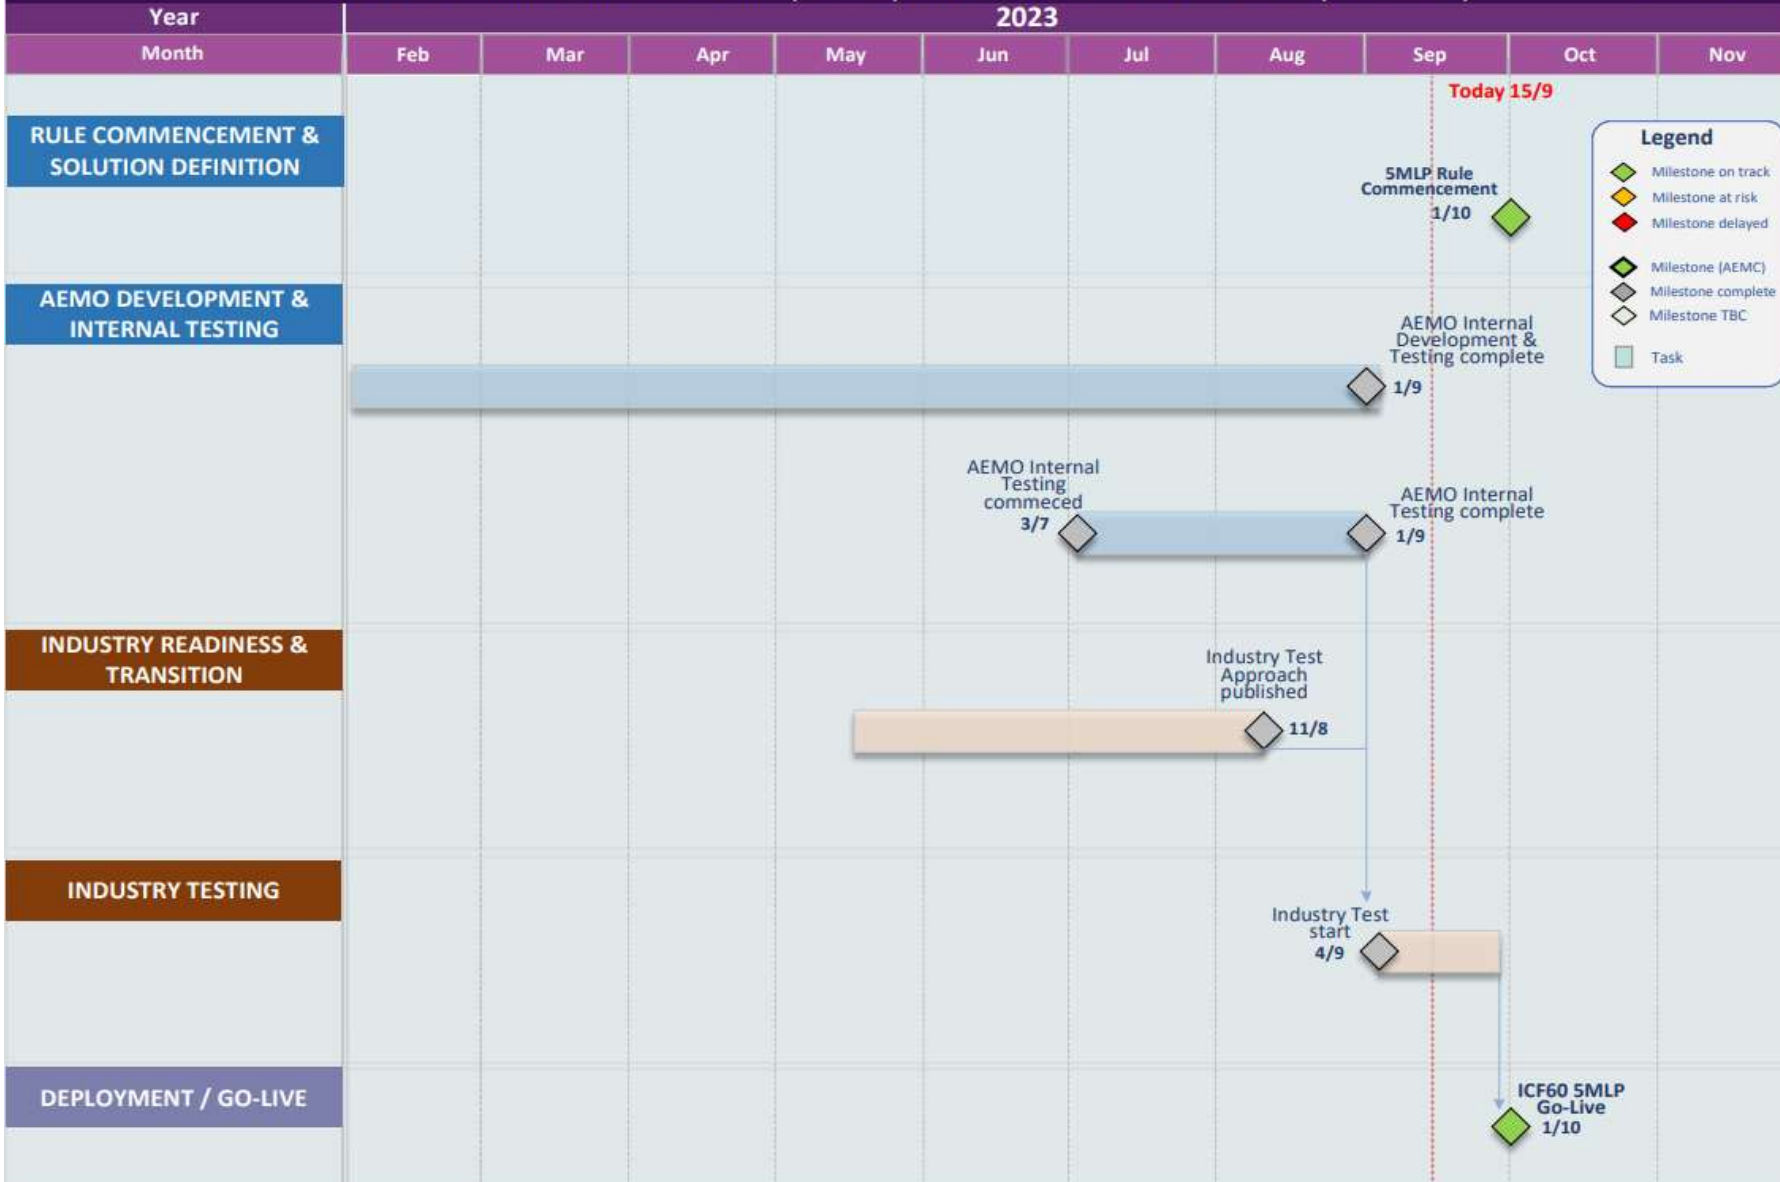 Year
2023
Month
Feb
Mar
Apr
May
Jun
Jul
Aug
Sep
Oct
Nov
Today 15/9
RULE COMMENCEMENT &
SOLUTION DEFINITION
5MLP Rule
Commencement
1/10
Legend
Milestone on track
Milestone at risk
Milestone delayed
Milestone (AEMC)
Milestone complete
Milestone TBC
Task
AEMO DEVELOPMENT &
INTERNAL TESTING
AEMO Internal
Development &
Testing complete
1/9
AEMO Internal
Testing
commeced
3/7
AEMO Internal
Testing complete
1/9
INDUSTRY READINESS &
TRANSITION
Industry Test
Approach
published
11/8
INDUSTRY TESTING
Industry Test
start
4/9
DEPLOYMENT / GO-LIVE
ICF60 5MLP
Go-Live
1/10